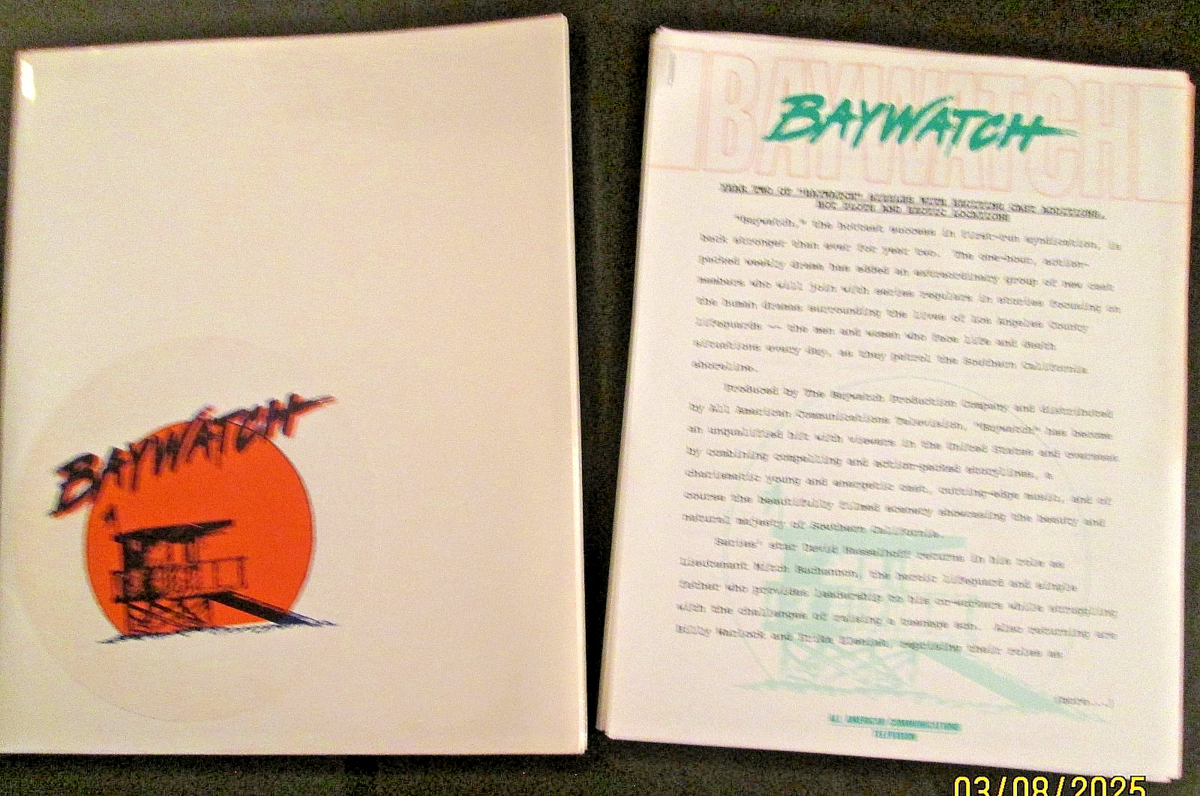 BAYWATCH
BAYWATCH
BAYWATCH
YEAR TWO OF "BAYWATCH" WITH EXCITING CAST ADDITIONS,
HOT PLOTS AND EXOTIC LOCATIONS
"Baywatch," the hottest success in first-run syndication, is
back stronger than ever for year two. The one-hour, action-
packed weekly drama has added an extraordinary group of new cast
members who will join with series regulars in stories focusing on
the human dramas surrounding the lives of Los Angeles County
lifeguards -- the men and women who face life and death
situations every day, as they patrol the Southern California
shoreline.
Produced by The Baywatch Production Company and distributed
by All American Communications Television, "Baywatch" has become
an unqualified hit with viewers in the United States and overseas
by combining compelling and action-packed storylines, a
charismatic young and energetic cast, cutting-edge music, and of
course the beautifully filmed scenery showcasing the beauty and
natural majesty of Southern California.
Series' star David Hasselhoff returns in his role as
Lieutenant Mitch Buchannon, the heroic lifeguard and single
father who provides leadership to his co-workers while struggling
with the challenges of raising a teenage son. Also returning are
Billy Warlock and Erika Eleniak, reprising their roles as
(more...)
ALL AMERICAN COMMUNICATIONS
TELEVISION
03/08/2025